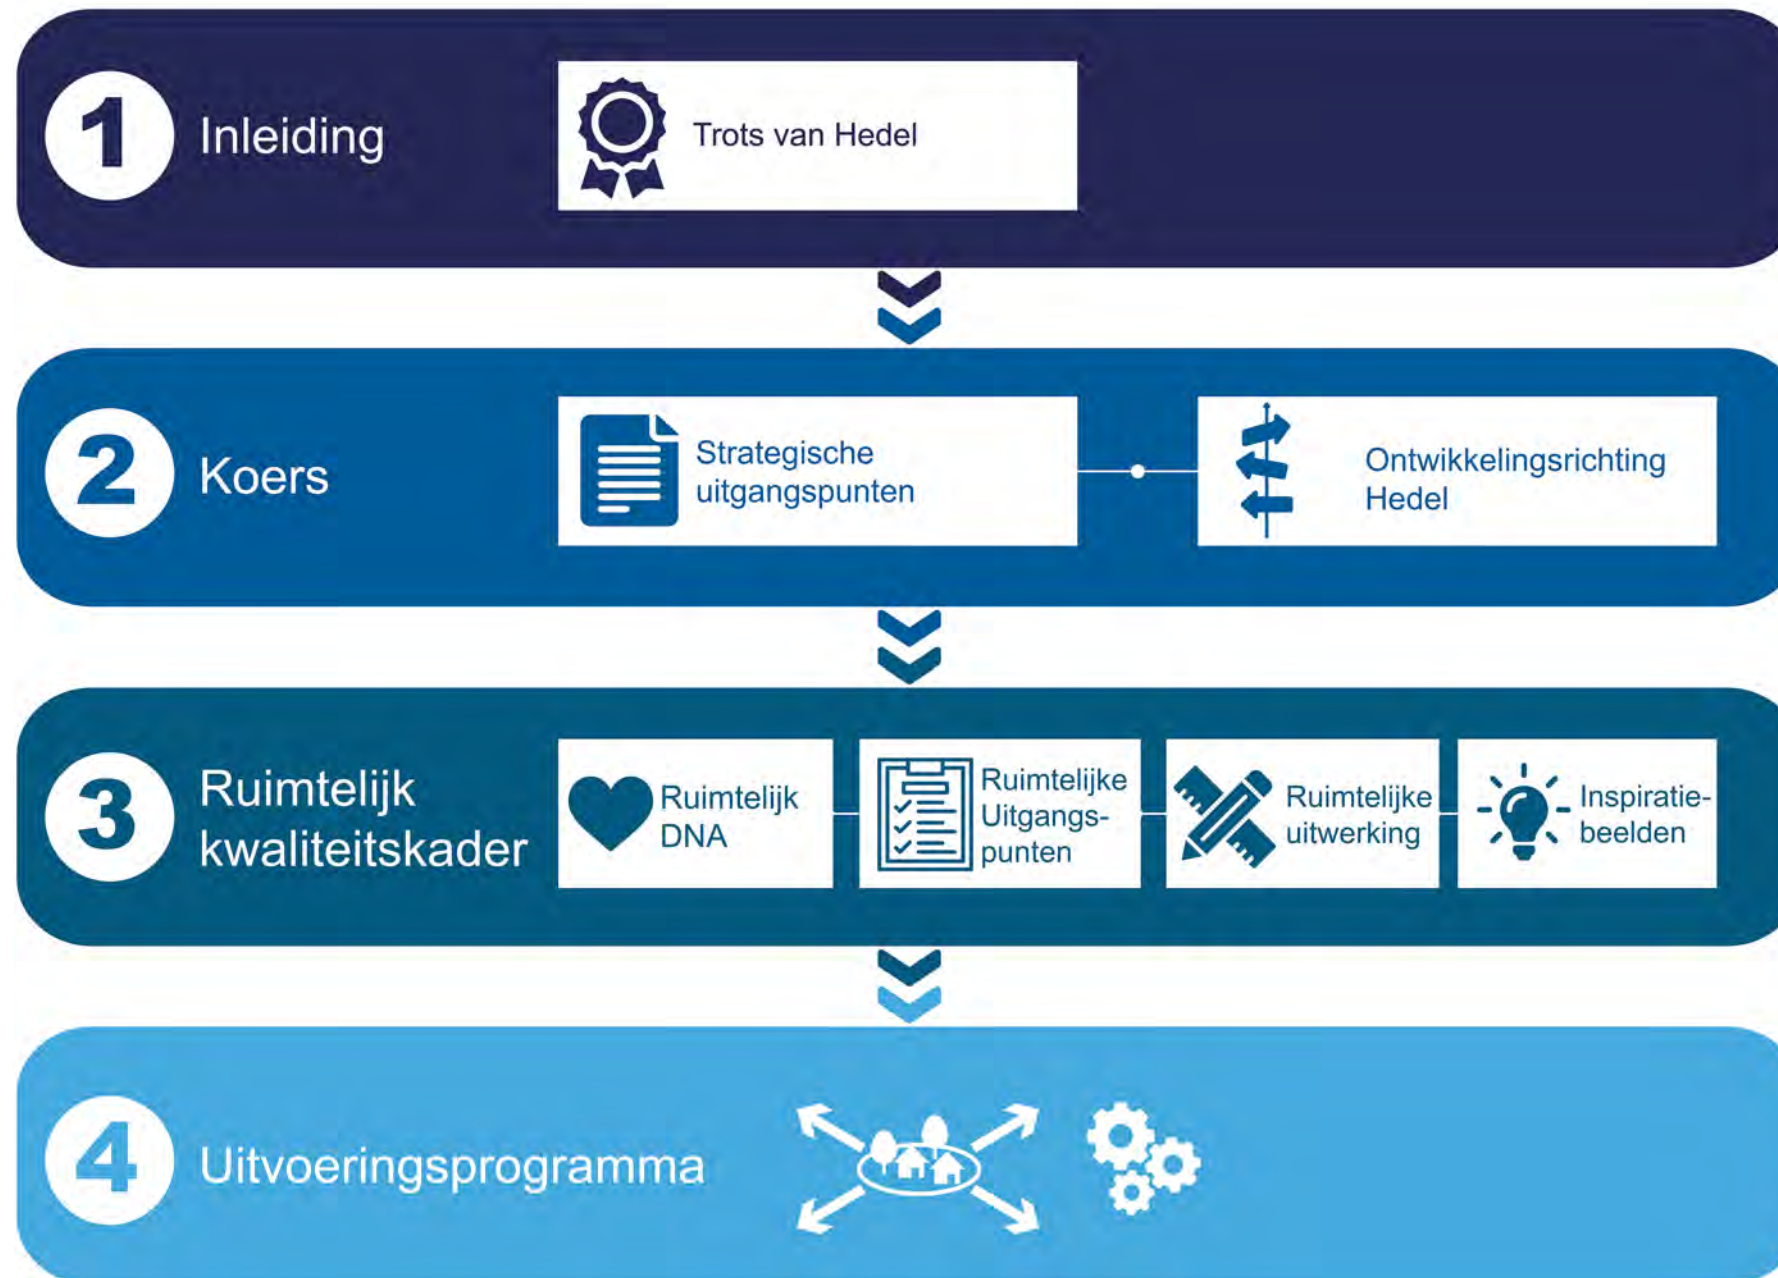 1
Inleiding
Trots van Hedel
2
Koers
Strategische
uitgangspunten
Ontwikkelingsrichting
Hedel
3
Ruimtelijk
kwaliteitskader
Ruimtelijk
DNA
Ruimtelijke
Uitgangs-
punten
Ruimtelijke
uitwerking
Inspiratie-
beelden
4
Uitvoeringsprogramma